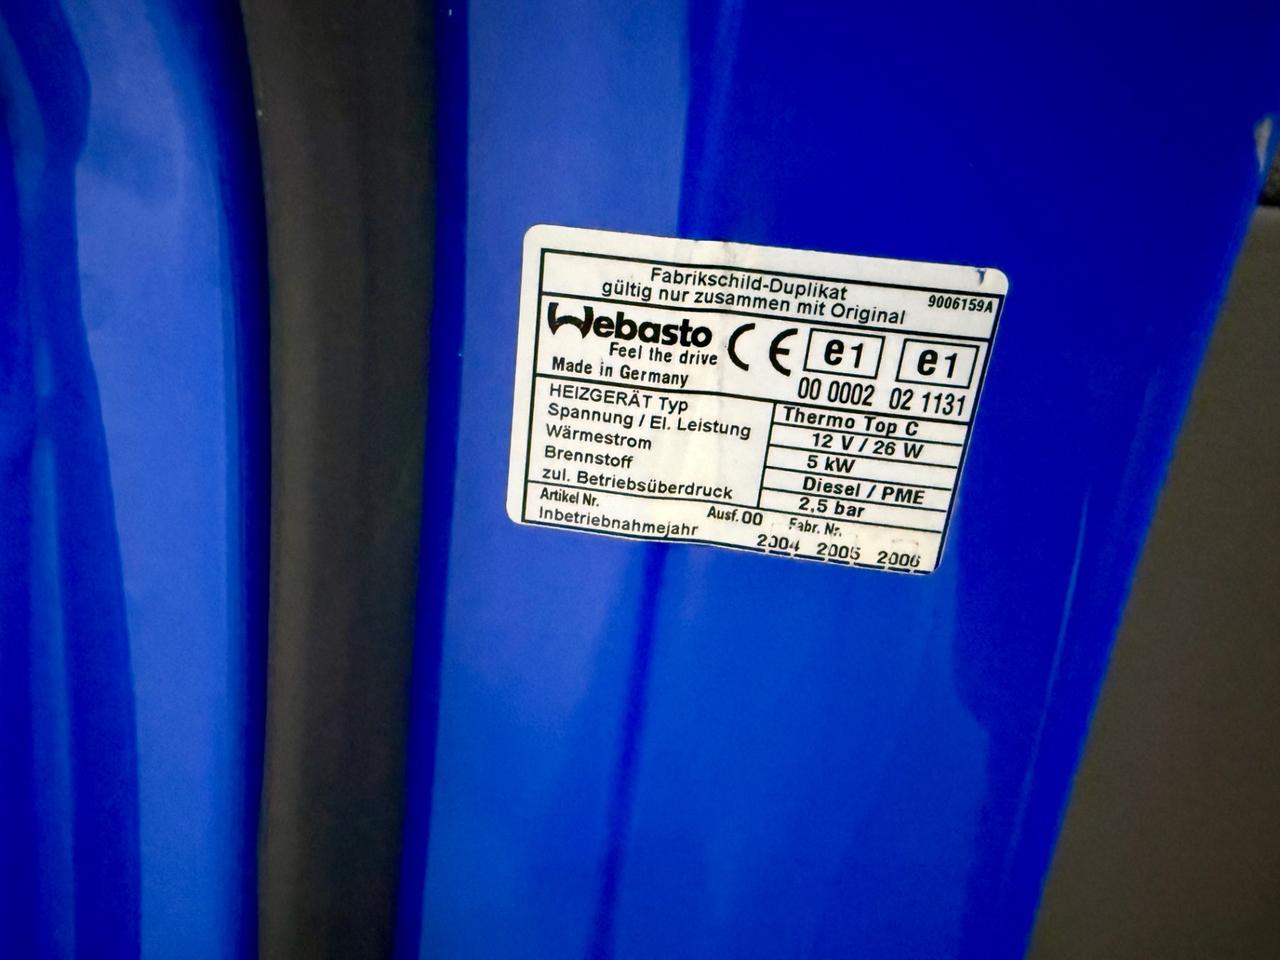 Fabrikschild-Duplikat
gültig nur zusammen mit Original
9006159A
Webasto
Feel the drive
Made in Germany
CE e1 e1
00 0002 02 1131
HEIZGERÄT Typ Thermo Top C
Spannung / El. Leistung 12 V / 26 W
Wärmestrom 5 kW
Brennstoff Diesel / PME
zul. Betriebsüberdruck 2,5 bar
Artikel Nr. Ausf. 00 Fabr. Nr.
Inbetriebnahmejahr 2004 2005 2006